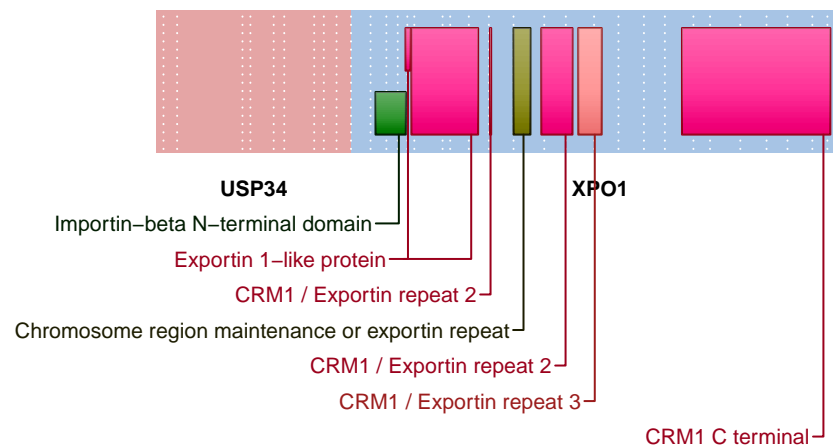 USP34 XPO1
Importin−beta N−terminal domain
Exportin 1−like protein
CRM1 / Exportin repeat 2
Chromosome region maintenance or exportin repeat
CRM1 / Exportin repeat 2
CRM1 / Exportin repeat 3
CRM1 C terminal